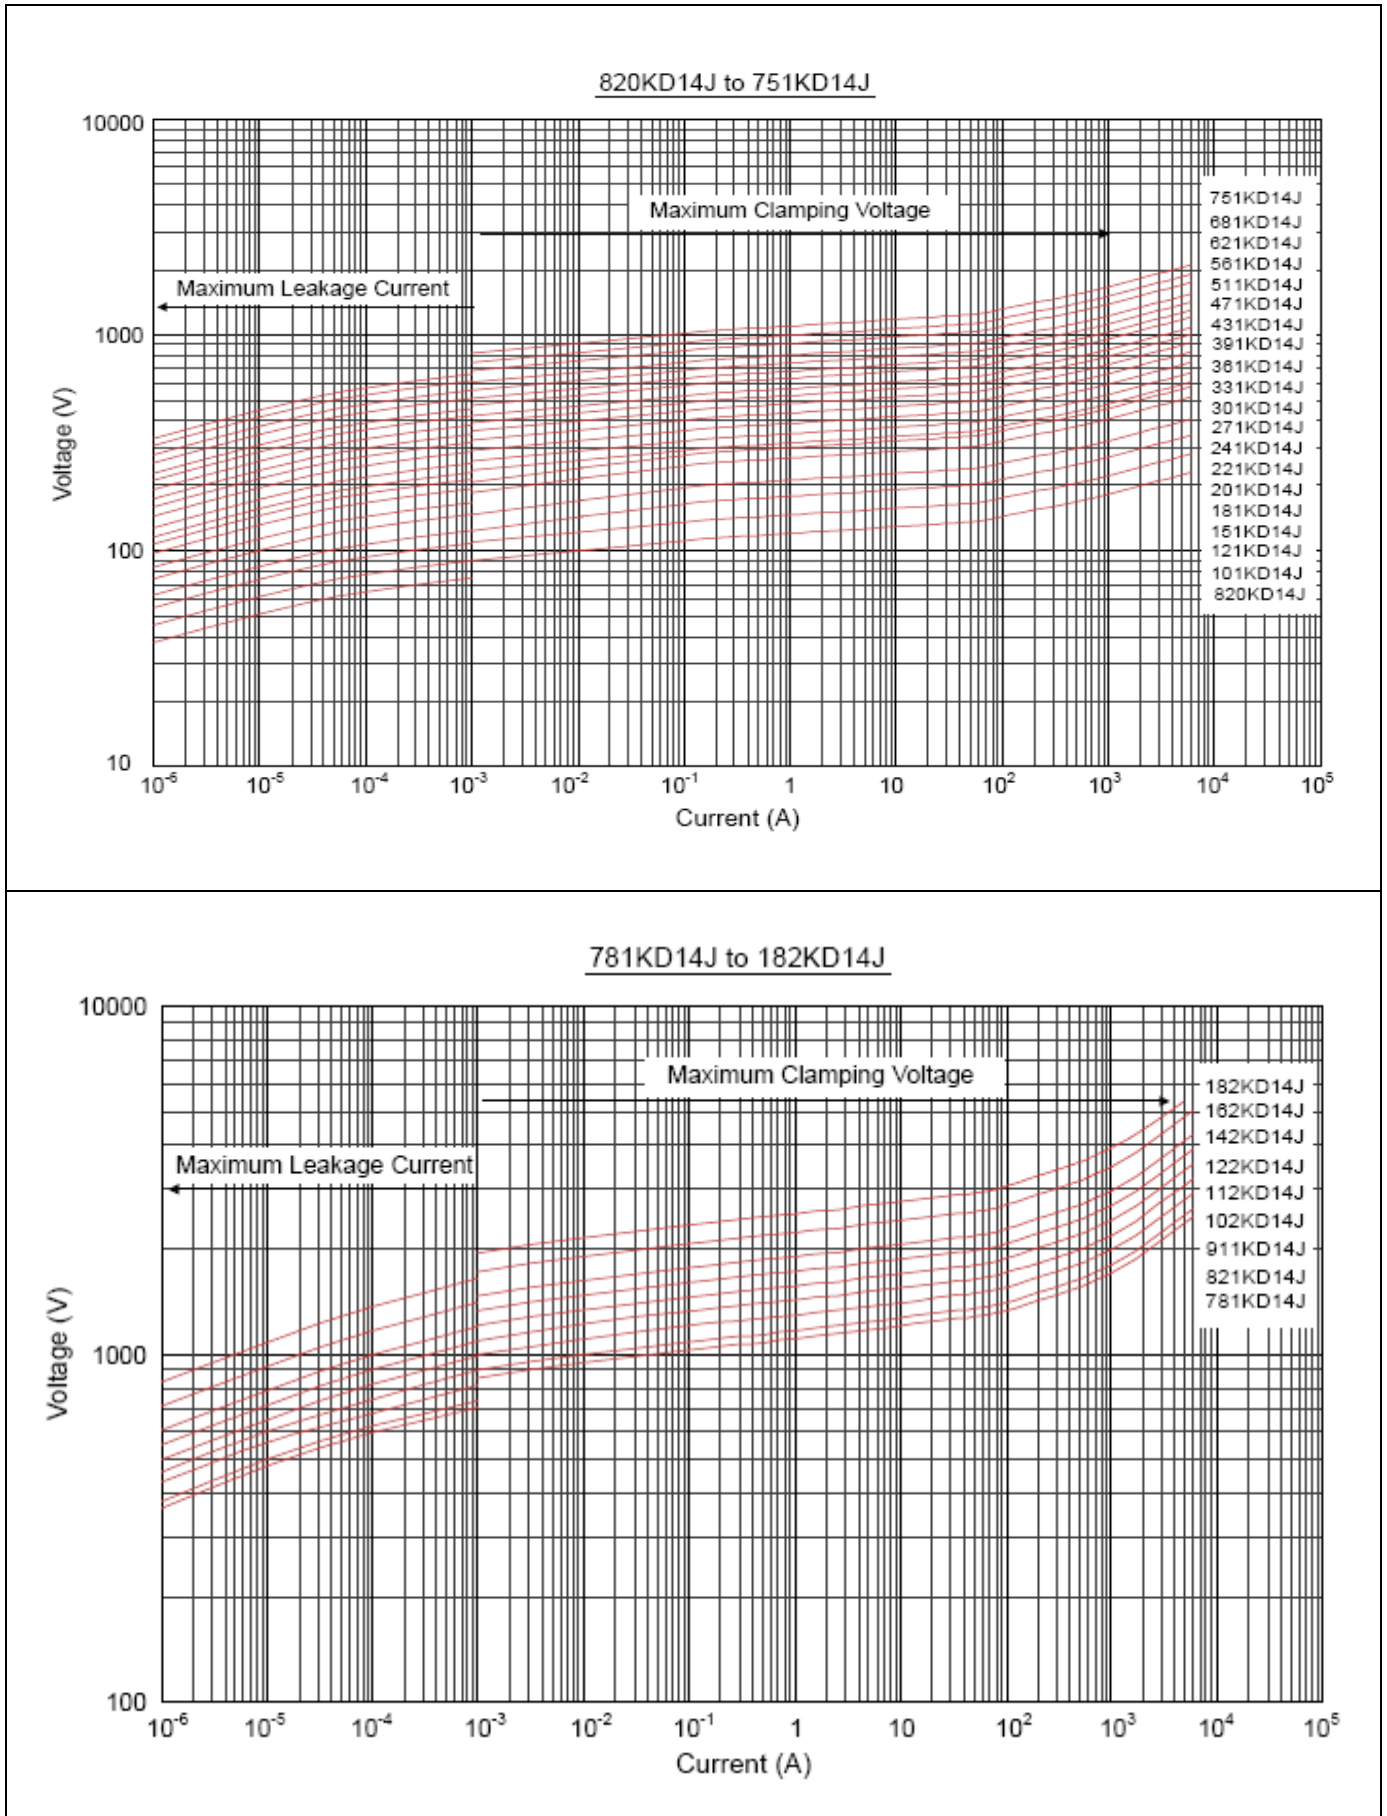 820KD14J to 751KD14J
10000
1000
100
10
Voltage (V)
Maximum Clamping Voltage
Maximum Leakage Current
751KD14J
681KD14J
621KD14J
561KD14J
511KD14J
471KD14J
431KD14J
391KD14J
361KD14J
331KD14J
301KD14J
271KD14J
241KD14J
221KD14J
201KD14J
181KD14J
151KD14J
121KD14J
101KD14J
820KD14J
10-6 10-5 10-4 10-3 10-2 10-1 1 10 102 103 104 105
Current (A)
781KD14J to 182KD14J
10000
1000
100
Voltage (V)
Maximum Clamping Voltage
Maximum Leakage Current
182KD14J
162KD14J
142KD14J
122KD14J
112KD14J
102KD14J
911KD14J
821KD14J
781KD14J
10-6 10-5 10-4 10-3 10-2 10-1 1 10 102 103 104 105
Current (A)